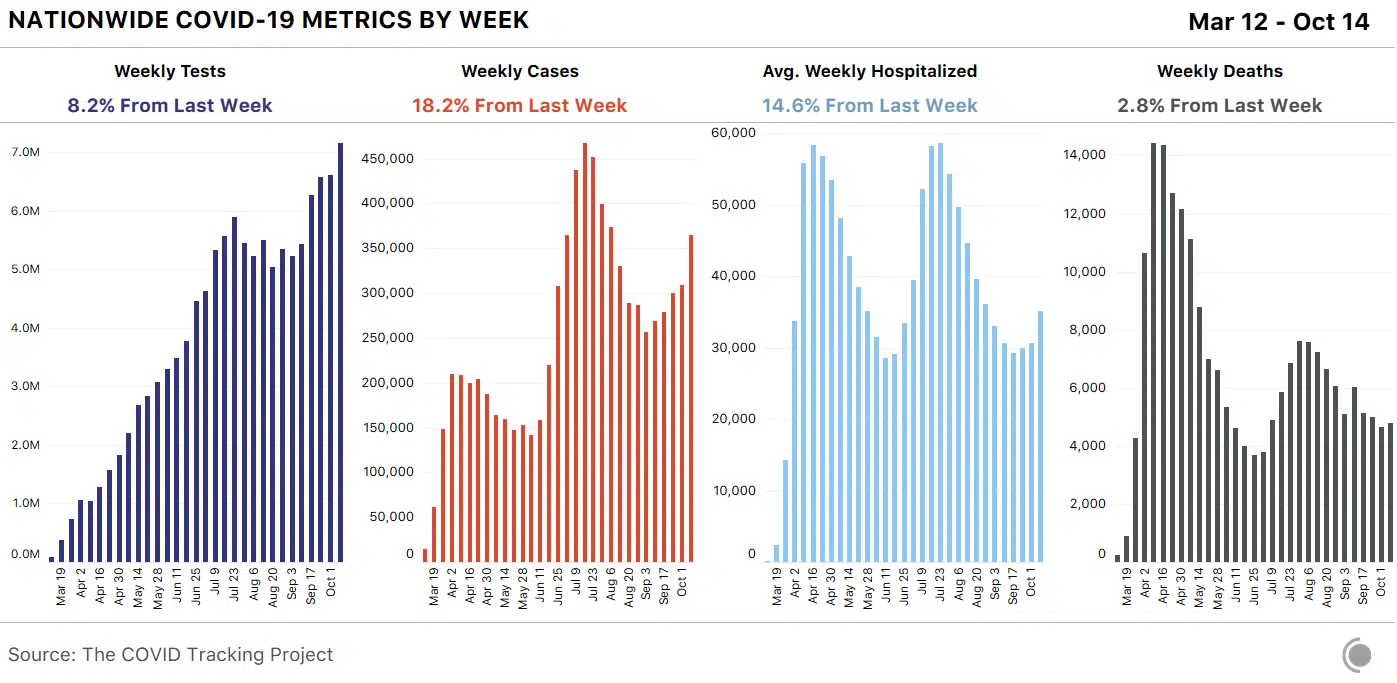 NATIONWIDE COVID-19 METRICS BY WEEK
Mar 12 - Oct 14
Weekly Tests
8.2% From Last Week
7.0M
6.0M
5.0M
4.0M
3.0M
2.0M
1.0M
0.0M
Mar 19
Apr 2
Apr 16
Apr 30
May 14
May 28
Jun 11
Jun 25
Jul 9
Jul 23
Aug 6
Aug 20
Sep 3
Sep 17
Oct 1
Weekly Cases
18.2% From Last Week
450,000
400,000
350,000
300,000
250,000
200,000
150,000
100,000
50,000
0
Mar 19
Apr 2
Apr 16
Apr 30
May 14
May 28
Jun 11
Jun 25
Jul 9
Jul 23
Aug 6
Aug 20
Sep 3
Sep 17
Oct 1
Avg. Weekly Hospitalized
14.6% From Last Week
60,000
50,000
40,000
30,000
20,000
10,000
0
Mar 19
Apr 2
Apr 16
Apr 30
May 14
May 28
Jun 11
Jun 25
Jul 9
Jul 23
Aug 6
Aug 20
Sep 3
Sep 17
Oct 1
Weekly Deaths
2.8% From Last Week
14,000
12,000
10,000
8,000
6,000
4,000
2,000
0
Mar 19
Apr 2
Apr 16
Apr 30
May 14
May 28
Jun 11
Jun 25
Jul 9
Jul 23
Aug 6
Aug 20
Sep 3
Sep 17
Oct 1
Source: The COVID Tracking Project